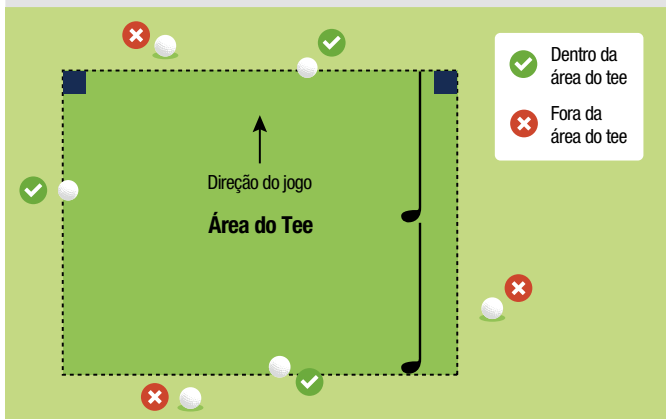 Dentro da
área do tee
Fora da
área do tee
Direção do jogo
Área do Tee